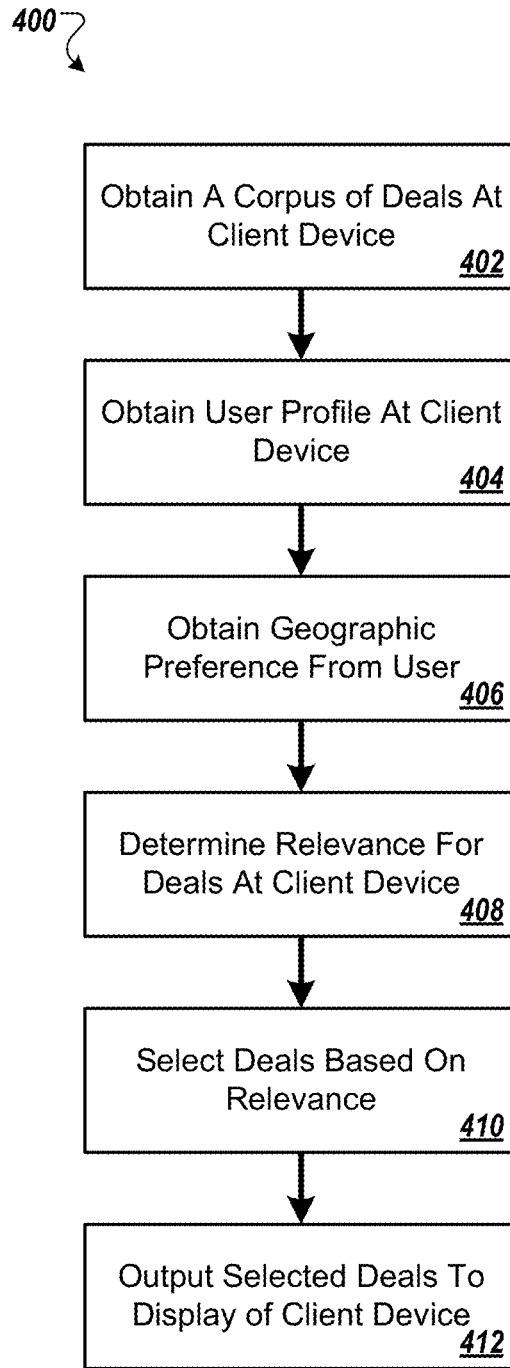 400
Obtain A Corpus of Deals At
Client Device
402
Obtain User Profile At Client
Device
404
Obtain Geographic
Preference From User
406
Determine Relevance For
Deals At Client Device
408
Select Deals Based On
Relevance
410
Output Selected Deals To
Display of Client Device
412